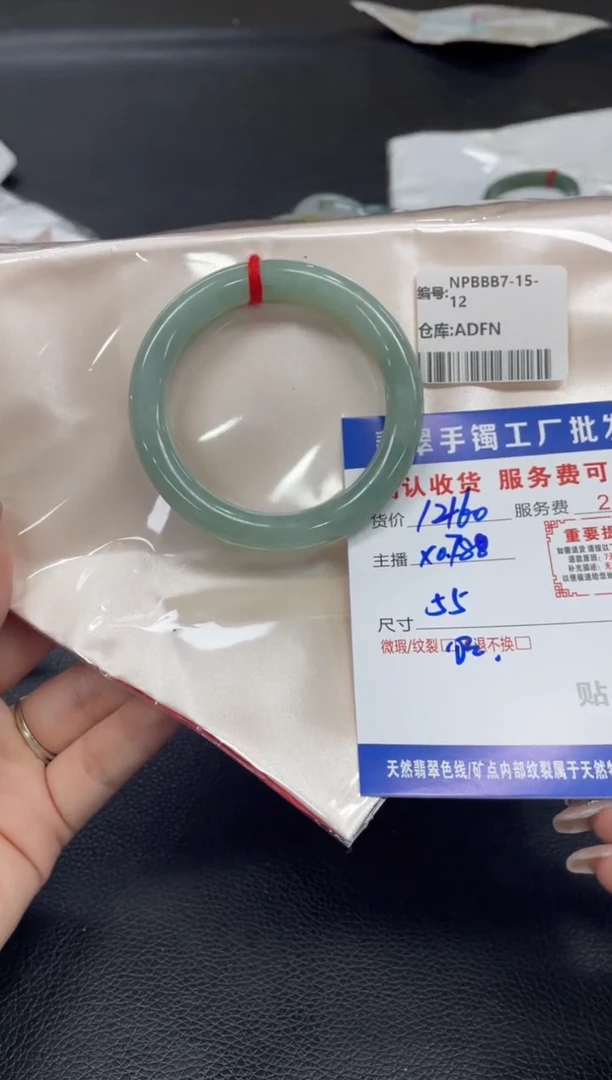 编号:NPBBB7-15-
12
仓库:ADFN
翠手镯工厂批发
认收货 服务费可
货价 12460 服务费 2
重要提
主播 x0.788
尺寸 55
微瑕/纹裂□ 退不换□
贴
天然翡翠色线/矿点内部纹裂属于天然